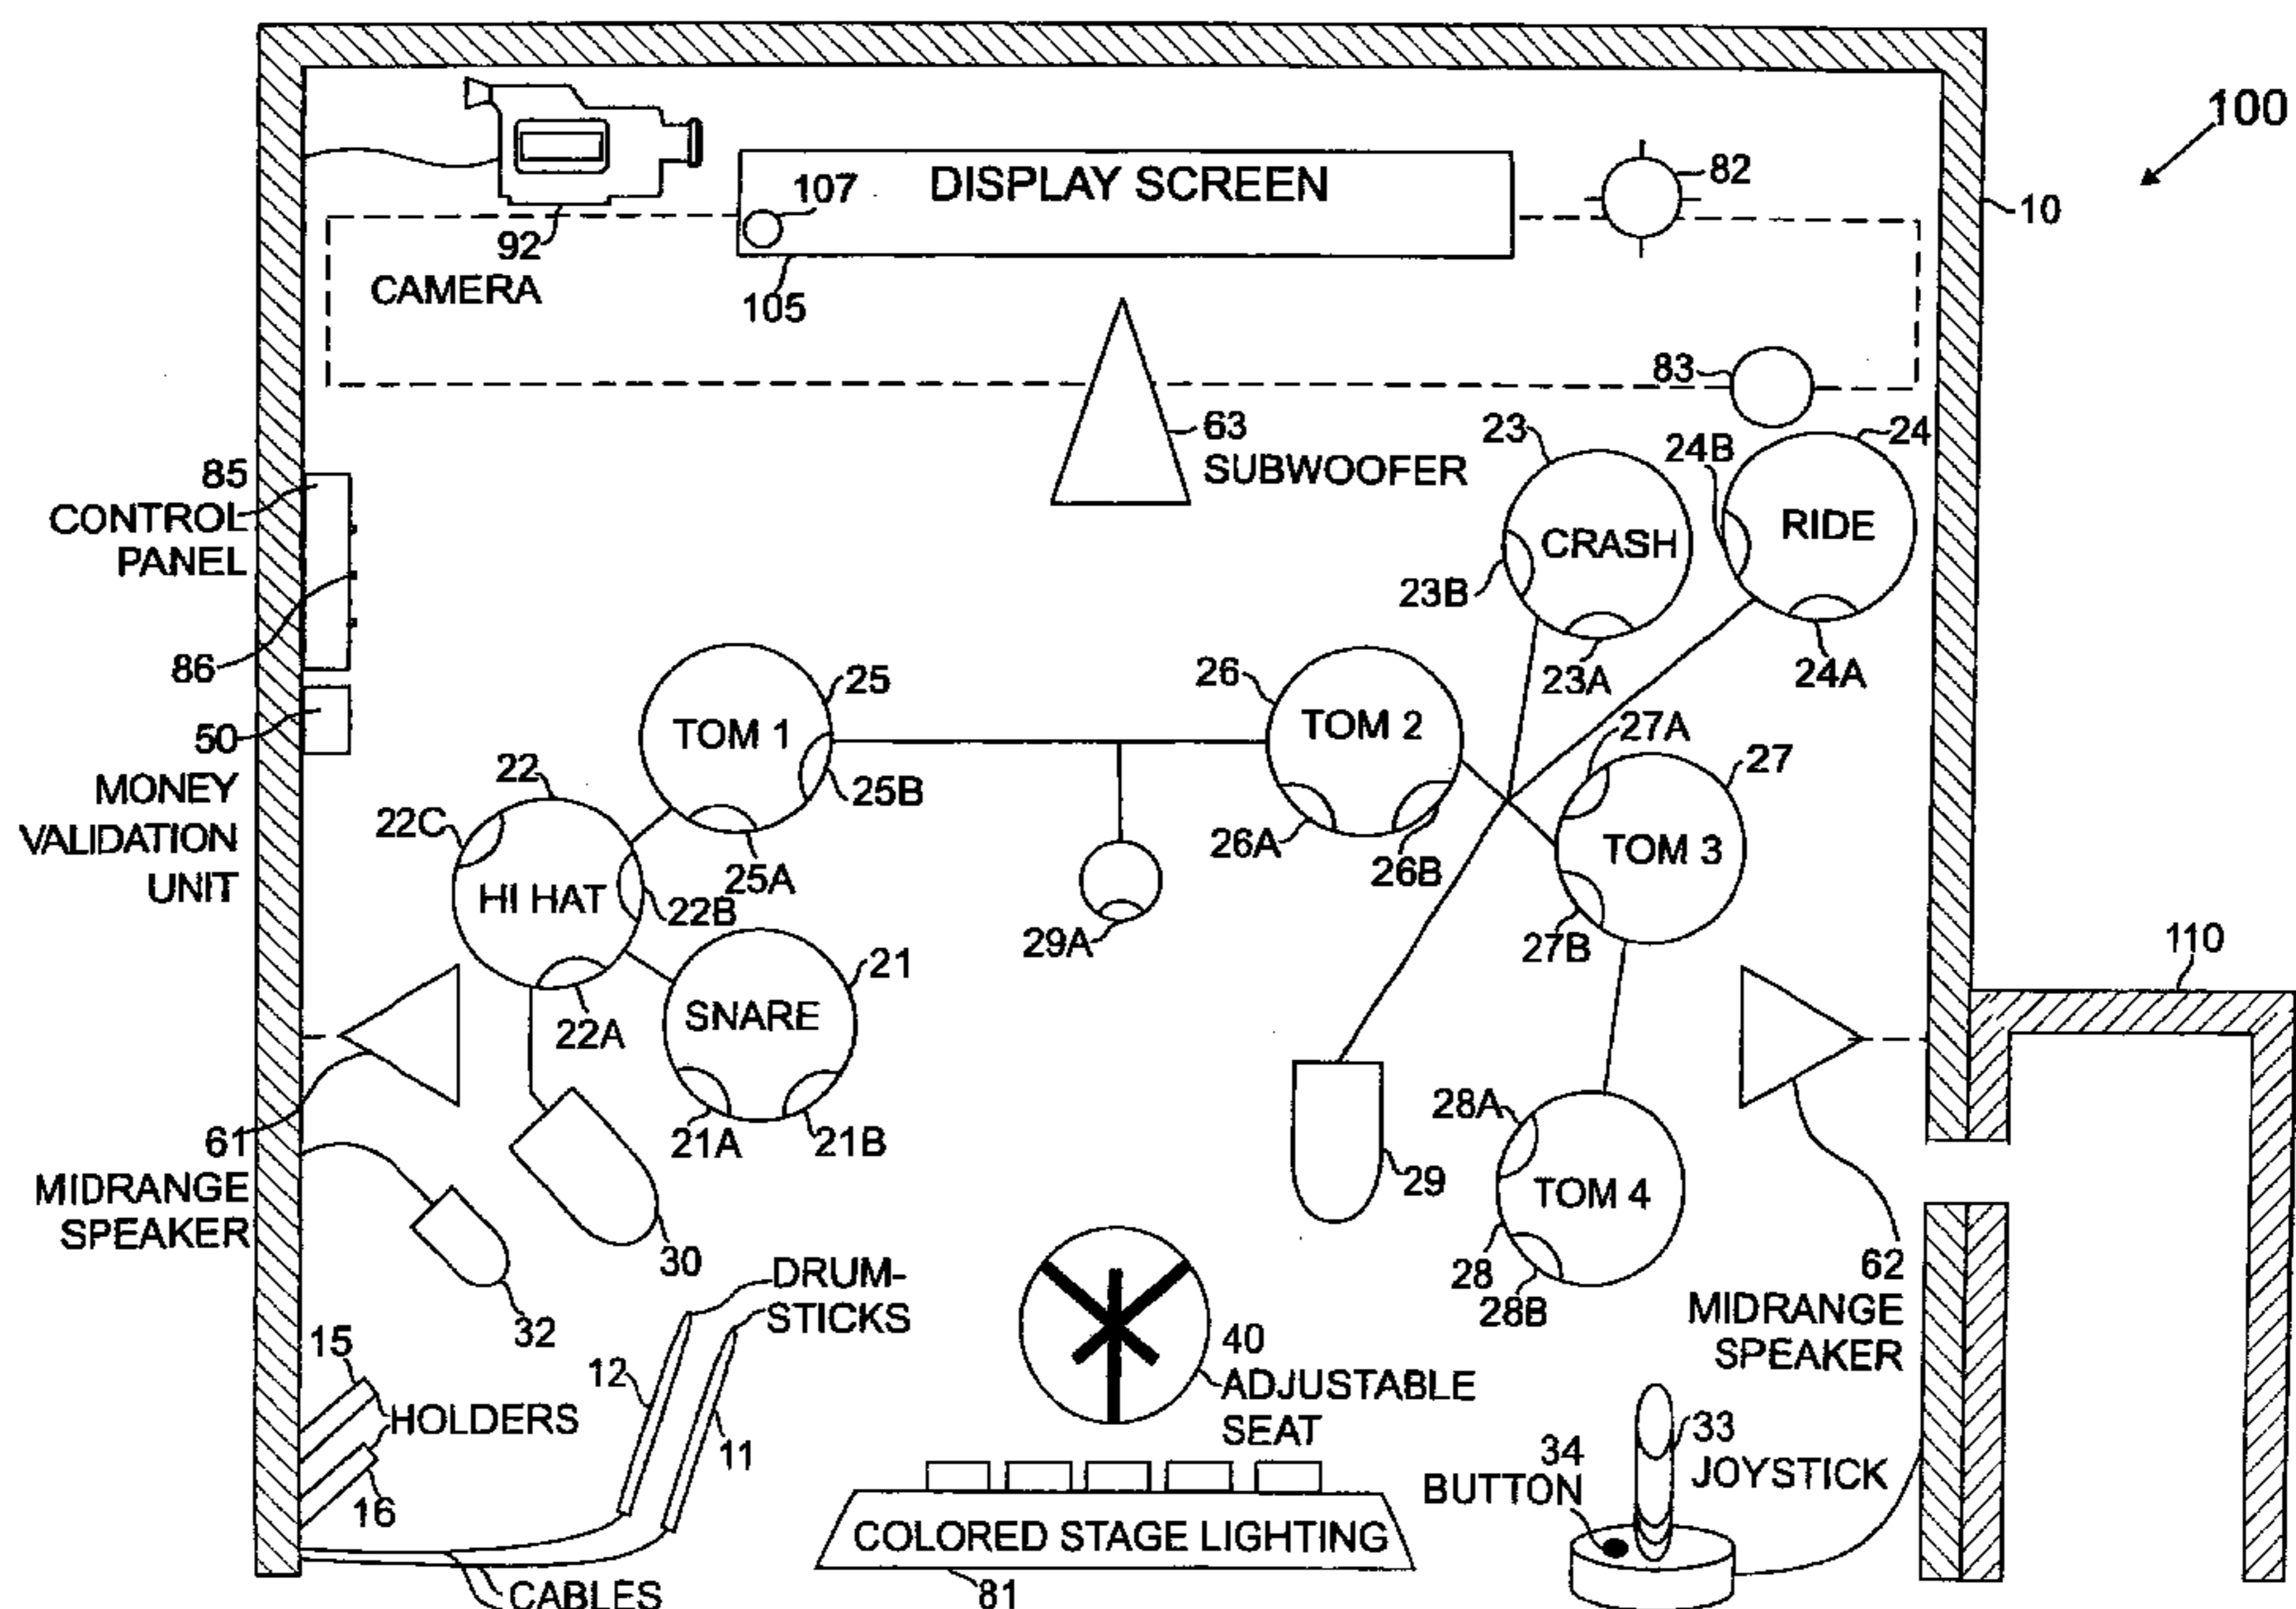 100
DISPLAY SCREEN
107
82
10
92
CAMERA
105
83
63
SUBWOOFER
23
24B
24
85
CONTROL
PANEL
CRASH
RIDE
23B
86
23A
24A
25
26
50
TOM 1
TOM 2
27A
27
MONEY
VALIDATION
UNIT
22
25B
22C
26A
26B
TOM 3
25A
HI HAT
22B
29A
27B
110
21
SNARE
22A
28A
61
MIDRANGE
SPEAKER
21A
21B
29
TOM 4
30
DRUM-
STICKS
28
28B
62
MIDRANGE
SPEAKER
32
15
HOLDERS
16
12
11
40
ADJUSTABLE
SEAT
34
BUTTON
33
JOYSTICK
COLORED STAGE LIGHTING
81
CABLES